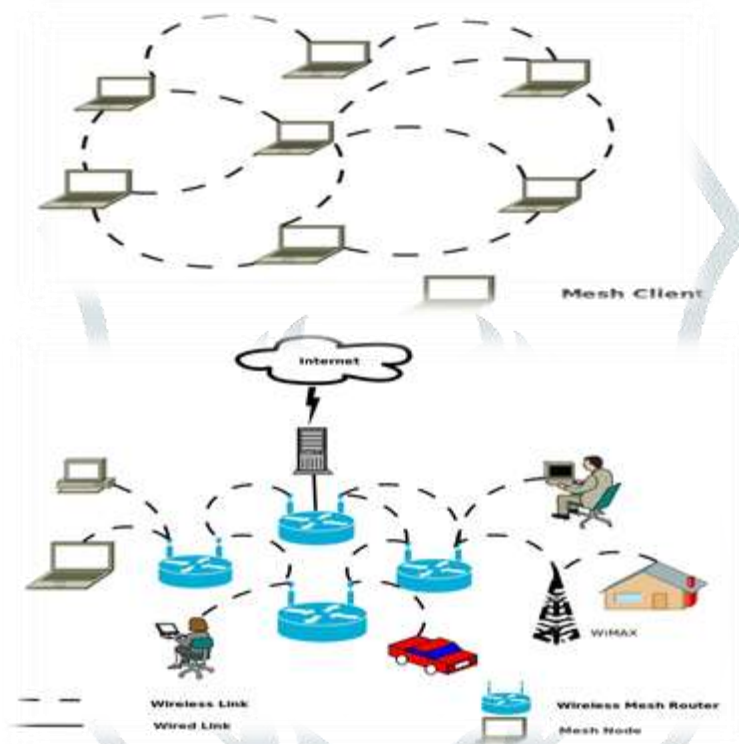 Mesh Client
Internet
WiMAX
Wireless Link
Wired Link
Wireless Mesh Router
Mesh Node